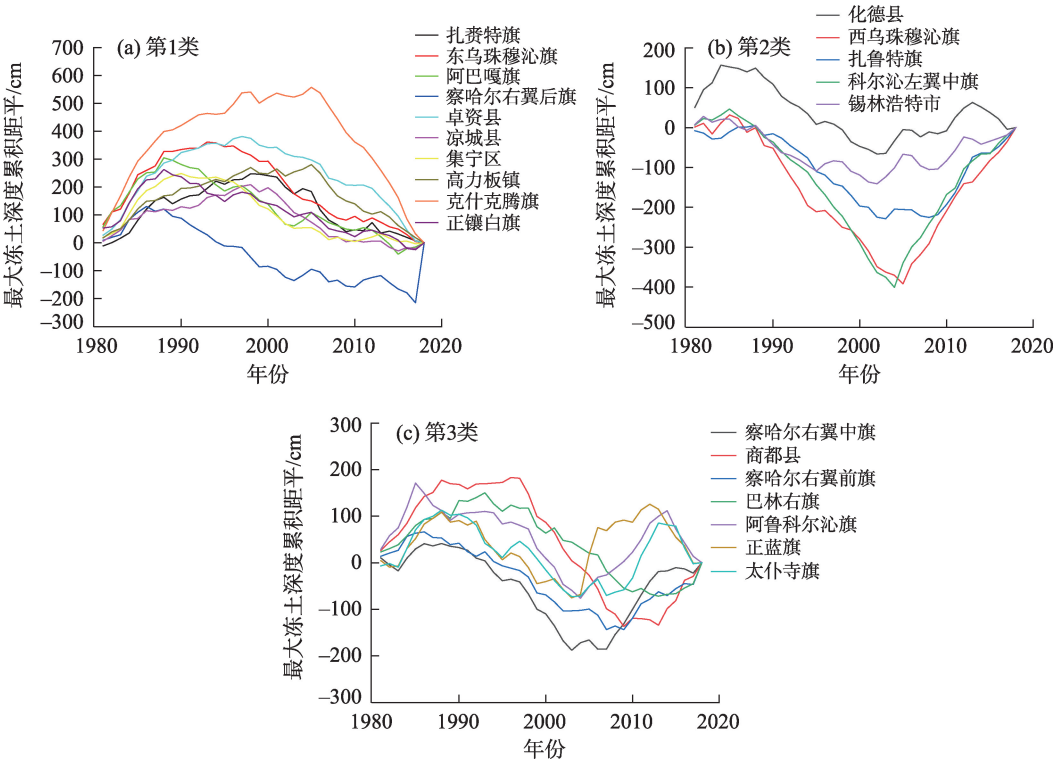 (a) 第1类
最大冻土深度累积距平/cm
700
600
500
400
300
200
100
0
–100
–200
–300
1980
1990
2000
2010
2020
年份
扎赉特旗
东乌珠穆沁旗
阿巴嘎旗
察哈尔右翼后旗
卓资县
凉城县
集宁区
高力板镇
克什克腾旗
正镶白旗
(b) 第2类
最大冻土深度累积距平/cm
200
100
0
–100
–200
–300
–400
–500
1980
1990
2000
2010
2020
年份
化德县
西乌珠穆沁旗
扎鲁特旗
科尔沁左翼中旗
锡林浩特市
(c) 第3类
最大冻土深度累积距平/cm
300
200
100
0
–100
–200
–300
1980
1990
2000
2010
2020
年份
察哈尔右翼中旗
商都县
察哈尔右翼前旗
巴林右旗
阿鲁科尔沁旗
正蓝旗
太仆寺旗